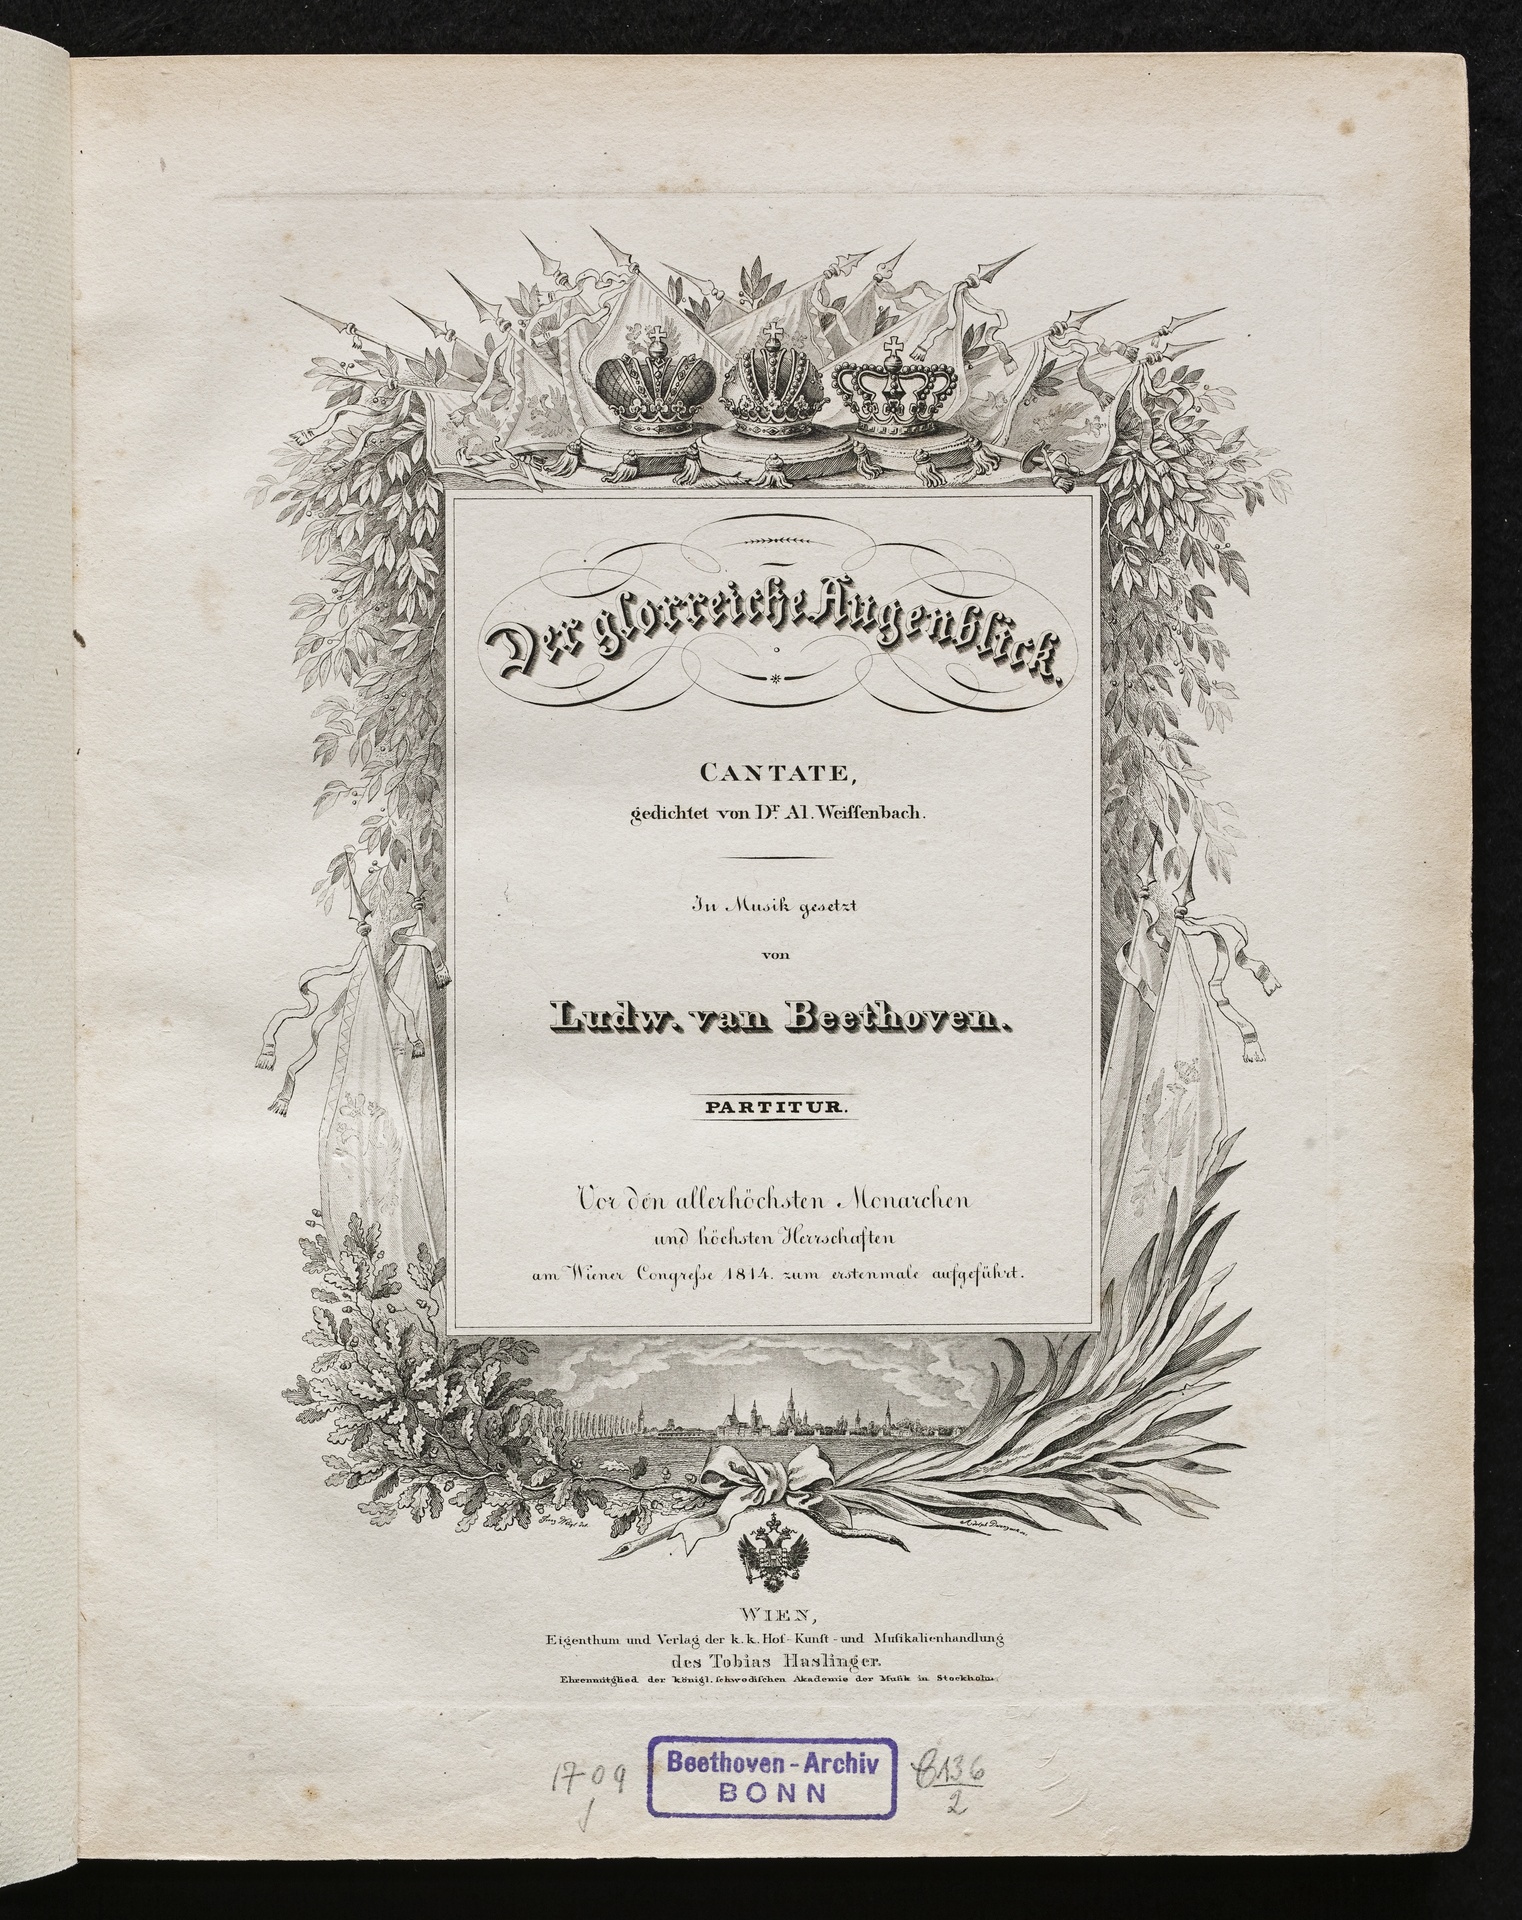 Der glorreiche Augenblick.
CANTATE,
gedichtet von Dr. Al. Weiſſenbach.
In Musik gesetzt
von
Ludw. van Beethoven.
PARTITUR.
Vor den allerhöchsten Monarchen
und höchsten Herrschaften
am Wiener Congreſse 1814. zum erstenmale aufgeführt.
WIEN,
Eigenthum und Verlag der k. k. Hof- Kunſt - und Muſikalienhandlung
des Tobias Haslinger.
Ehrenmitglied der königl. ſchwediſchen Akademie der Muſik in Stockholm.
Beethoven - Archiv
BONN
1709
C 136
2